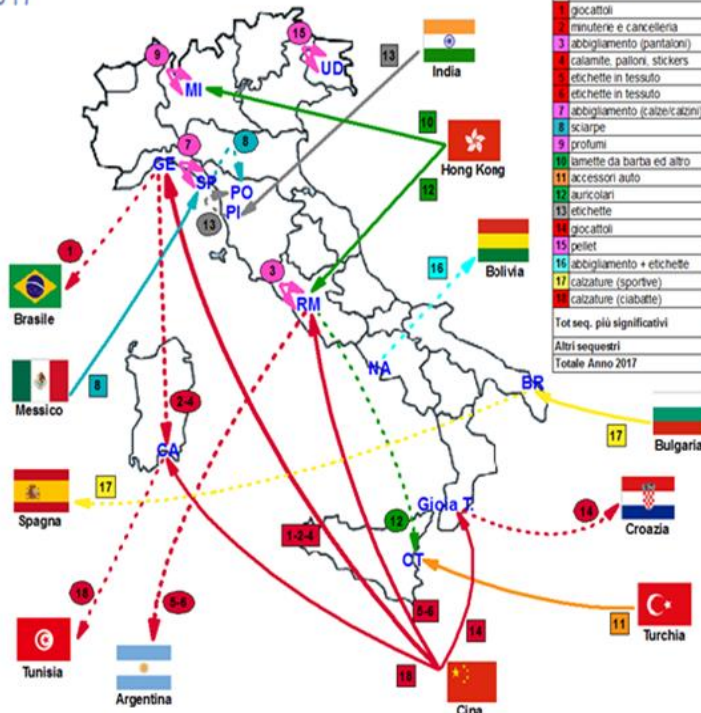 2017
1 giocattoli
2 minuterie e cancelleria
3 abbigliamento (pantaloni)
4 calamite, palloni, stickers
5 etichette in tessuto
6 etichette in tessuto
7 abbigliamento (calze/calzini)
8 sciarpe
9 profumi
10 lamette da barba ed altro
11 accessori auto
12 auricolari
13 etichette
14 giocattoli
15 pellet
16 abbigliamento + etichette
17 calzature (sportive)
18 calzature (ciabatte)
Tot seq. più significativi
Altri sequestri
Totale Anno 2017
15
9
13
UD
India
MI
10
7
8
Hong Kong
GE
SP
PO
12
PI
13
1
16
3
Bolivia
Brasile
RM
NA
BR
Messico
8
2-4
17
Bulgaria
CA
17
Spagna
Gioia T.
12
14
Croazia
1-2-4
CT
18
5-6
5-6
11
Turchia
14
Tunisia
18
Argentina
Cina